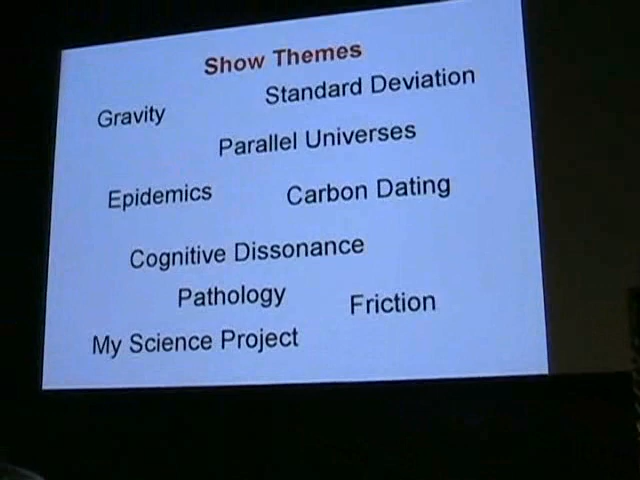 Show Themes
Standard Deviation
Gravity
Parallel Universes
Epidemics
Carbon Dating
Cognitive Dissonance
Pathology
Friction
My Science Project